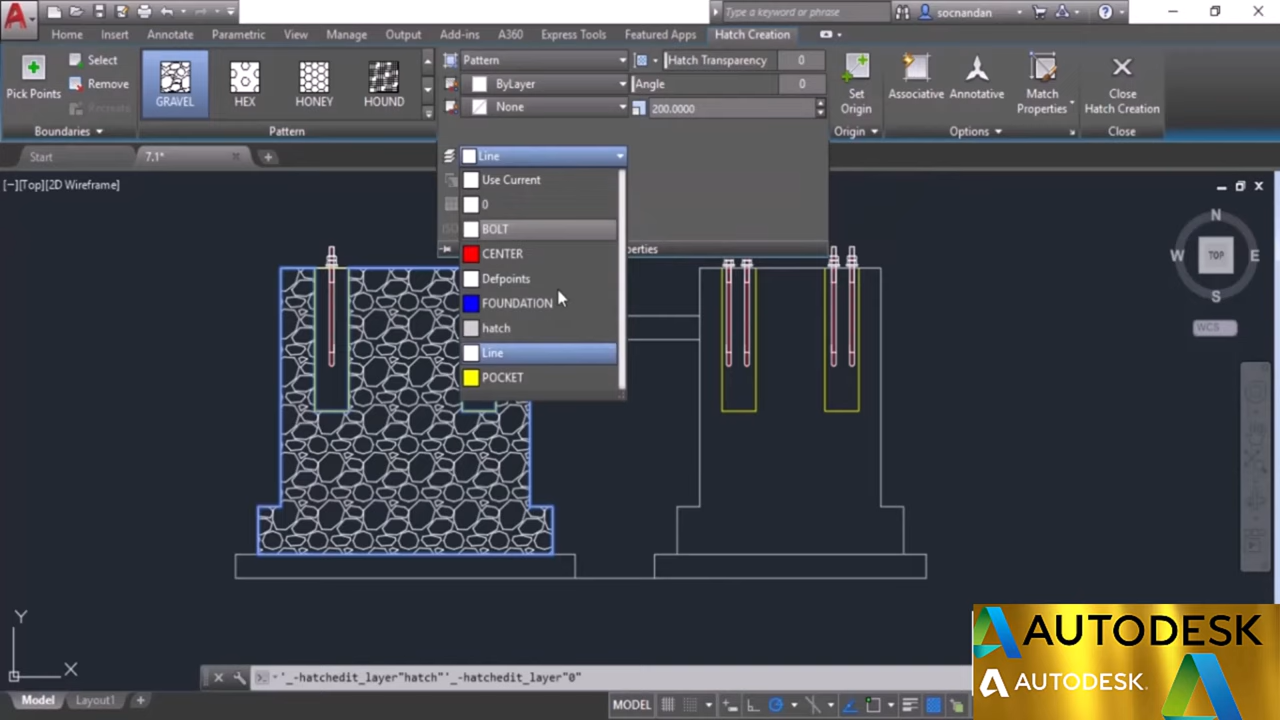 A
Type a keyword or phrase
socnandan
?
Home Insert Annotate Parametric View Manage Output Add-ins A360 Express Tools Featured Apps Hatch Creation
Pick Points
Select
Remove
Recreate
Boundaries
GRAVEL
HEX
HONEY
HOUND
Pattern
Pattern
ByLayer
None
Hatch Transparency 0
Angle 0
200.0000
Set
Origin
Origin
Associative
Annotative
Match
Properties
Options
Close
Hatch Creation
Close
Start
7.1*
Line
Use Current
0
BOLT
CENTER
Defpoints
FOUNDATION
hatch
Line
POCKET
perties
[−][Top][2D Wireframe]
N
W
TOP
E
S
WCS
Y
X
'_-hatchedit_layer"hatch"'_-hatchedit_layer"0"
Model
Layout1
MODEL
AUTODESK
AUTODESK.